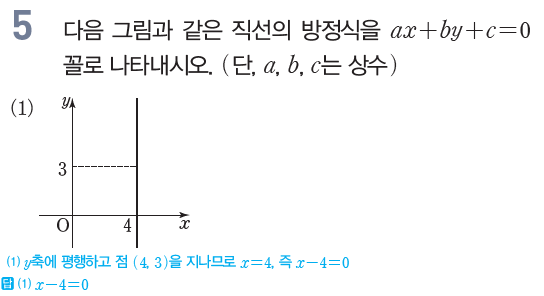 5 다음 그림과 같은 직선의 방정식을 ax+by+c=0
꼴로 나타내시오. (단, a, b, c는 상수)
(1)
y
3
O 4 x
(1) y축에 평행하고 점 (4, 3)을 지나므로 x=4, 즉 x-4=0
답 (1) x-4=0